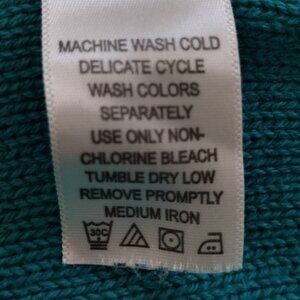 MACHINE WASH COLD
DELICATE CYCLE
WASH COLORS
SEPARATELY
USE ONLY NON-
CHLORINE BLEACH
TUMBLE DRY LOW
REMOVE PROMPTLY
MEDIUM IRON
30C